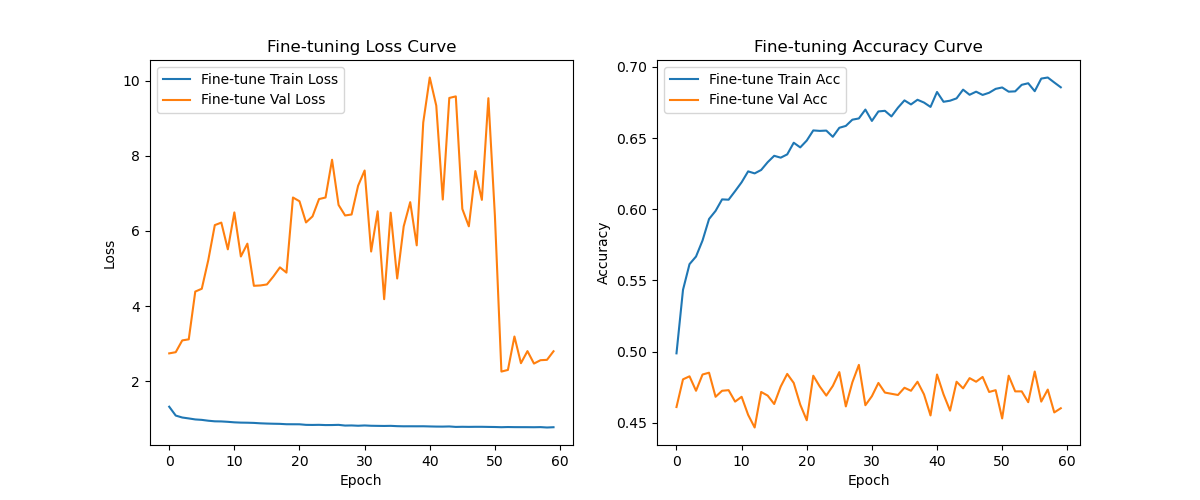 Fine-tuning Loss Curve
Fine-tune Train Loss
Fine-tune Val Loss
10
8
6
4
2
Loss
0 10 20 30 40 50 60
Epoch
Fine-tuning Accuracy Curve
Fine-tune Train Acc
Fine-tune Val Acc
0.70
0.65
0.60
0.55
0.50
0.45
Accuracy
0 10 20 30 40 50 60
Epoch